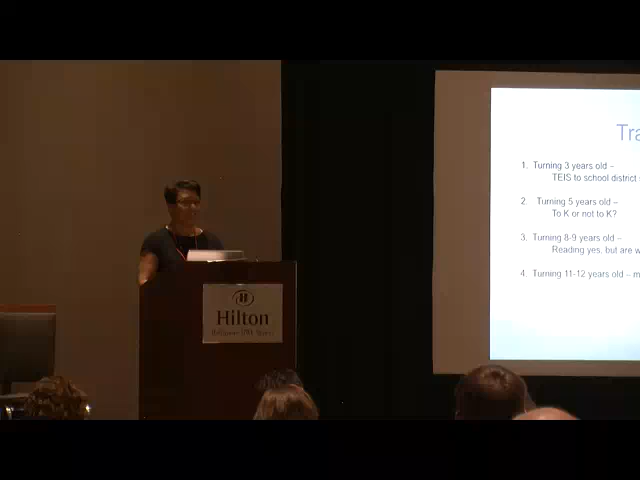 Tra
1. Turning 3 years old –
TEIS to school district
2. Turning 5 years old –
To K or not to K?
3. Turning 8-9 years old –
Reading yes, but are w
4. Turning 11-12 years old – m
H
Hilton